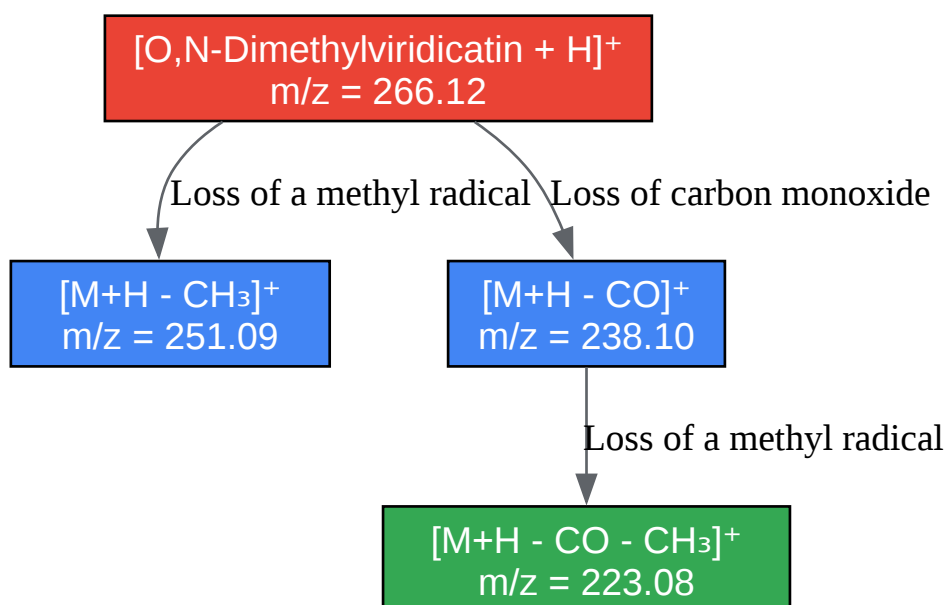 [O,N-Dimethylviridicatin + H]⁺
m/z = 266.12
Loss of a methyl radical
Loss of carbon monoxide
[M+H - CH₃]⁺
m/z = 251.09
[M+H - CO]⁺
m/z = 238.10
Loss of a methyl radical
[M+H - CO - CH₃]⁺
m/z = 223.08